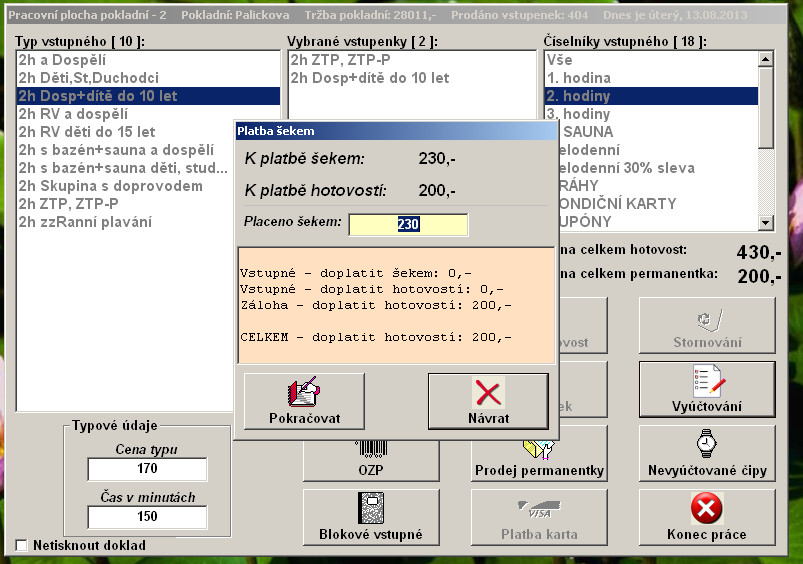 Pracovní plocha pokladní - 2 Pokladní: Palickova Tržba pokladní: 28011,- Prodáno vstupenek: 404 Dnes je úterý, 13.08.2013
Typ vstupného [ 10 ]:
2h a Dospělí
2h Děti,St,Duchodci
2h Dosp+dítě do 10 let
2h RV a dospělí
2h RV děti do 15 let
2h s bazén+sauna a dospělí
2h s bazén+sauna děti, stud...
2h Skupina s doprovodem
2h ZTP, ZTP-P
2h zzRanní plavání
Vybrané vstupenky [ 2 ]:
2h ZTP, ZTP-P
2h Dosp+dítě do 10 let
Číselníky vstupného [ 18 ]:
Vše
1. hodina
2. hodiny
3. hodiny
SAUNA
elodenní
elodenní 30% sleva
RÁHY
ONDIČNÍ KARTY
UPÓNY
Platba šekem
K platbě šekem: 230,-
K platbě hotovostí: 200,-
Placeno šekem: 230
Vstupné - doplatit šekem: 0,-
Vstupné - doplatit hotovostí: 0,-
Záloha - doplatit hotovostí: 200,-
CELKEM - doplatit hotovostí: 200,-
Pokračovat
Návrat
na celkem hotovost: 430,-
na celkem permanentka: 200,-
ovost
Stornování
ek
Vyúčtování
Typové údaje
Cena typu
170
Čas v minutách
150
OZP
Prodej permanentky
Nevyúčtované čipy
Blokové vstupné
VISA
Platba karta
Konec práce
Netisknout doklad